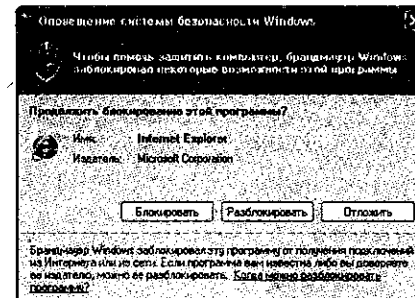 Оповещение системы безопасности Windows
Чтобы помочь защитить компьютер, брандмауэр Windows
заблокировал некоторые возможности этой программы
Продолжить блокирование этой программы?
Имя: Internet Explorer
Издатель: Microsoft Corporation
Блокировать Разблокировать Отложить
Брандмауэр Windows заблокировал эту программу от получения подключений
из Интернета или из сети. Если программа вам известна либо вы доверяете
ее издателю, можно ее разблокировать. Когда можно разблокировать
программу?